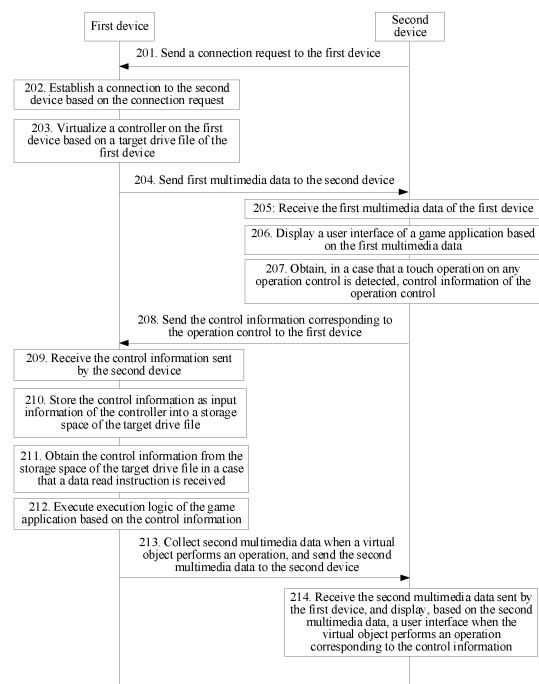 First device
Second
device
201. Send a connection request to the first device
202. Establish a connection to the second
device based on the connection request
203. Virtualize a controller on the first
device based on a target drive file of the
first device
204. Send first multimedia data to the second device
205: Receive the first multimedia data of the first device
206. Display a user interface of a game application based
on the first multimedia data
207. Obtain, in a case that a touch operation on any
operation control is detected, control information of the
operation control
208. Send the control information corresponding to
the operation control to the first device
209. Receive the control information sent
by the second device
210. Store the control information as input
information of the controller into a storage
space of the target drive file
211. Obtain the control information from the
storage space of the target drive file in a case
that a data read instruction is received
212. Execute execution logic of the game
application based on the control information
213. Collect second multimedia data when a virtual
object performs an operation, and send the second
multimedia data to the second device
214. Receive the second multimedia data sent by
the first device, and display, based on the second
multimedia data, a user interface when the
virtual object performs an operation
corresponding to the control information